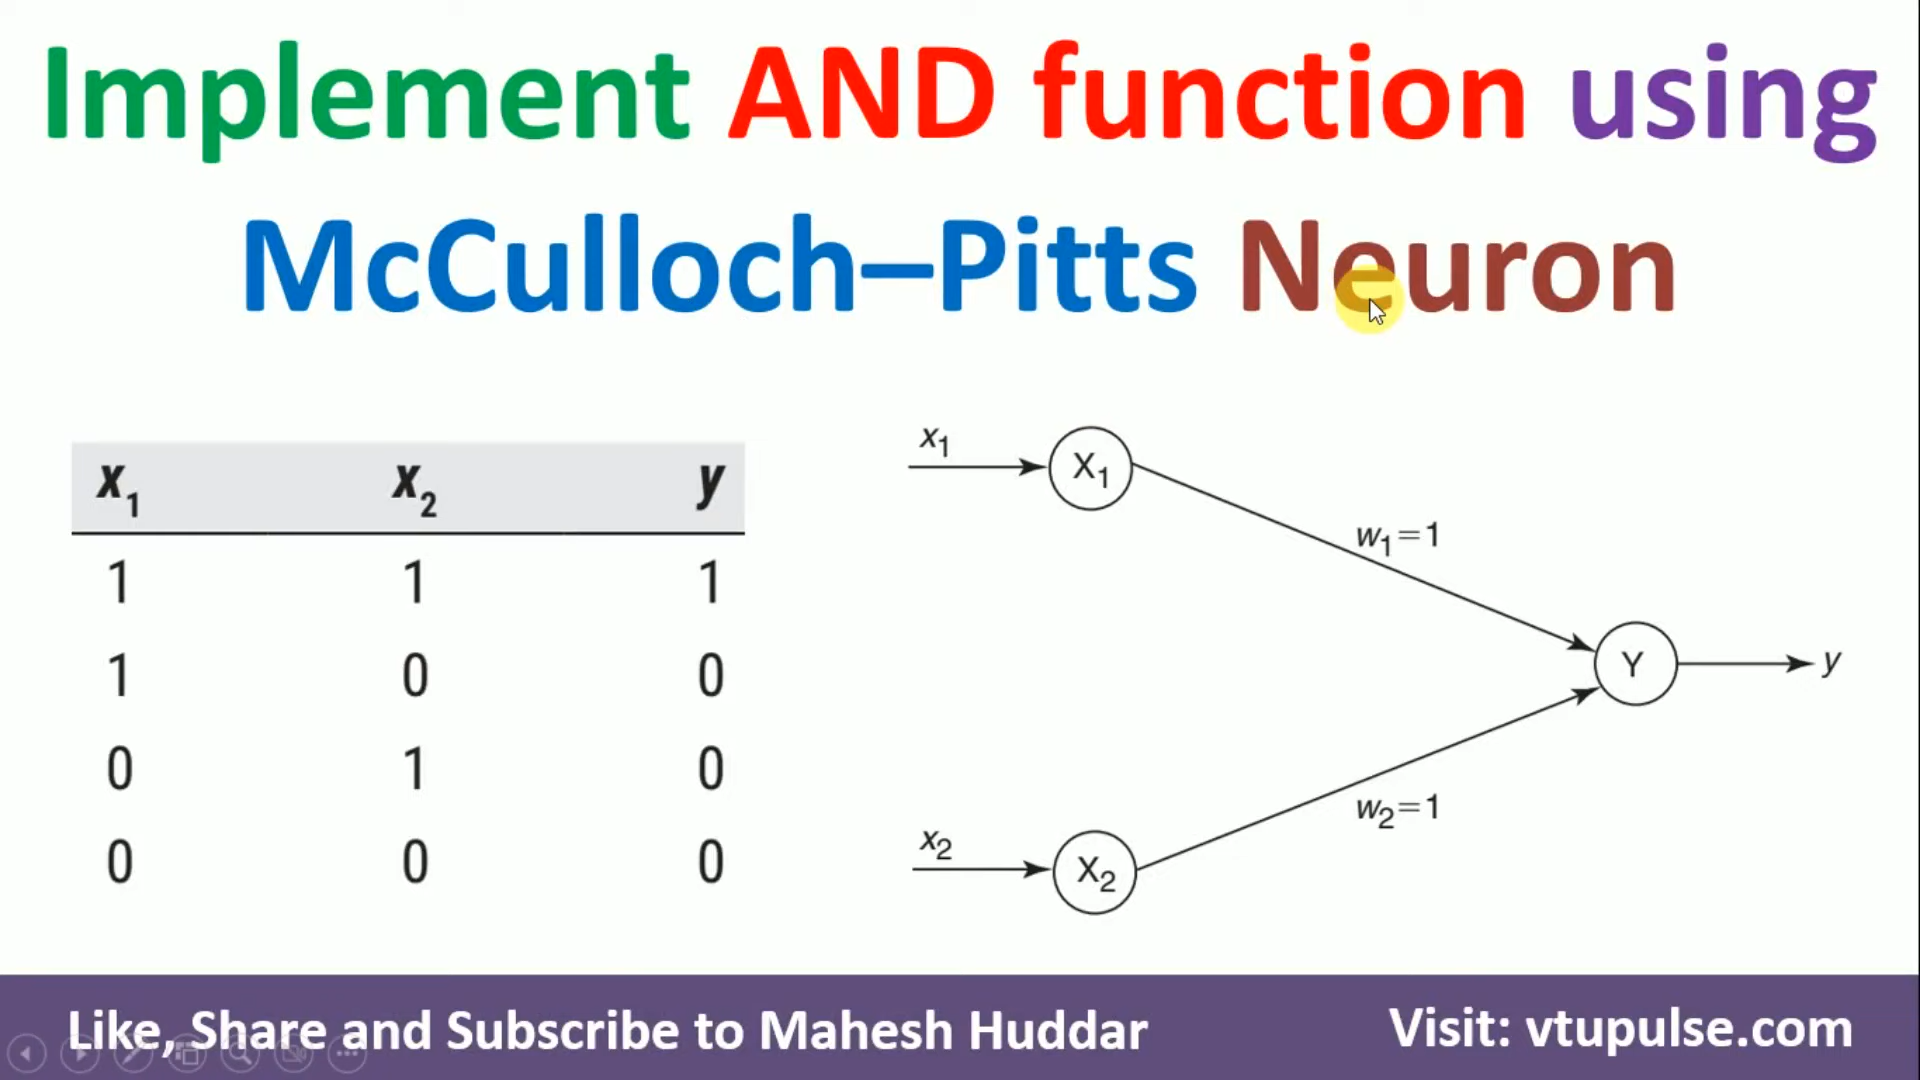 Implement AND function using
McCulloch–Pitts Neuron
x₁ x₂ y
1 1 1
1 0 0
0 1 0
0 0 0
x₁
X₁
w₁=1
Y
y
w₂=1
x₂
X₂
Like, Share and Subscribe to Mahesh Huddar
Visit: vtupulse.com